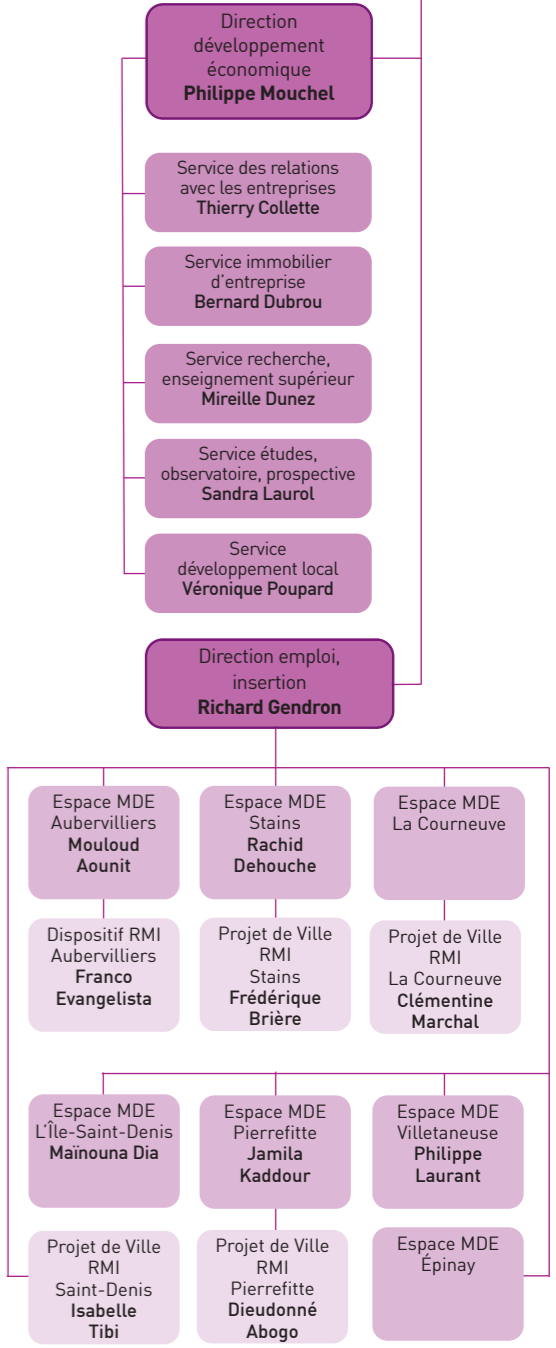 Direction
développement
économique
Philippe Mouchel
Service des relations
avec les entreprises
Thierry Collette
Service immobilier
d'entreprise
Bernard Dubrou
Service recherche,
enseignement supérieur
Mireille Dunez
Service études,
observatoire, prospective
Sandra Laurol
Service
développement local
Véronique Poupard
Direction emploi,
insertion
Richard Gendron
Espace MDE
Aubervilliers
Mouloud
Aounit
Espace MDE
Stains
Rachid
Dehouche
Espace MDE
La Courneuve
Dispositif RMI
Aubervilliers
Franco
Evangelista
Projet de Ville
RMI
Stains
Frédérique
Brière
Projet de Ville
RMI
La Courneuve
Clémentine
Marchal
Espace MDE
L'Île-Saint-Denis
Maïnouna Dia
Espace MDE
Pierrefitte
Jamila
Kaddour
Espace MDE
Villetaneuse
Philippe
Laurant
Projet de Ville
RMI
Saint-Denis
Isabelle
Tibi
Projet de Ville
RMI
Pierrefitte
Dieudonné
Abogo
Espace MDE
Épinay